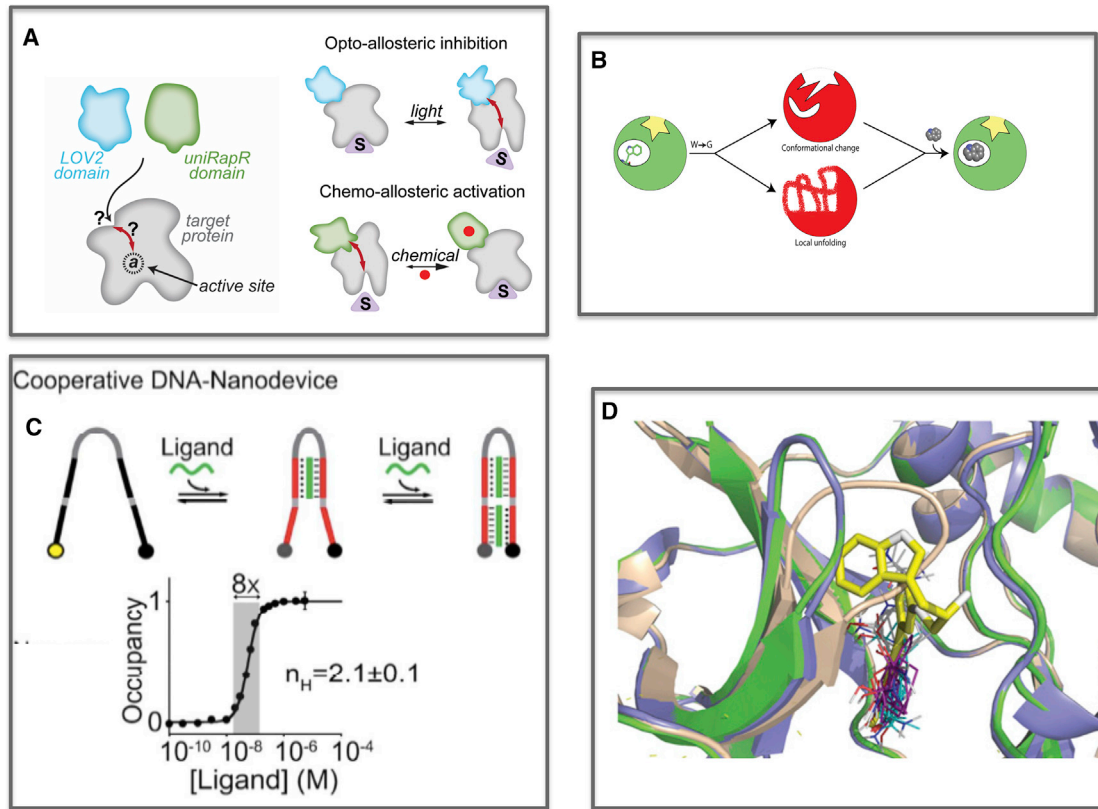 A
Opto-allosteric inhibition
LOV2
domain
uniRapR
domain
light
S
S
?
?
target
protein
a
active site
Chemo-allosteric activation
chemical
S
S
B
W→G
Conformational change
Local unfolding
Cooperative DNA-Nanodevice
C
Ligand
Ligand
8x
1
Occupancy
0
n_H=2.1±0.1
10^-10
10^-8
10^-6
10^-4
[Ligand] (M)
D